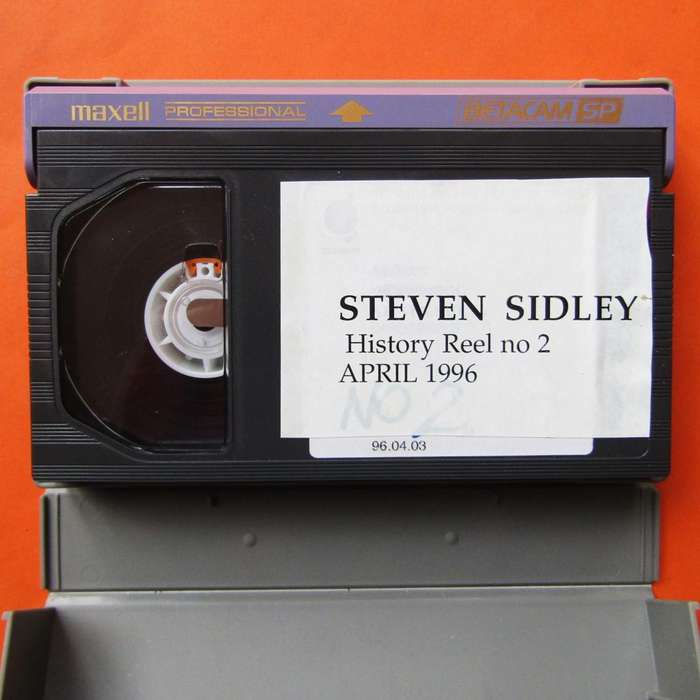 maxell PROFESSIONAL BETACAM SP
STEVEN SIDLEY
History Reel no 2
APRIL 1996
NO 2
96.04.03